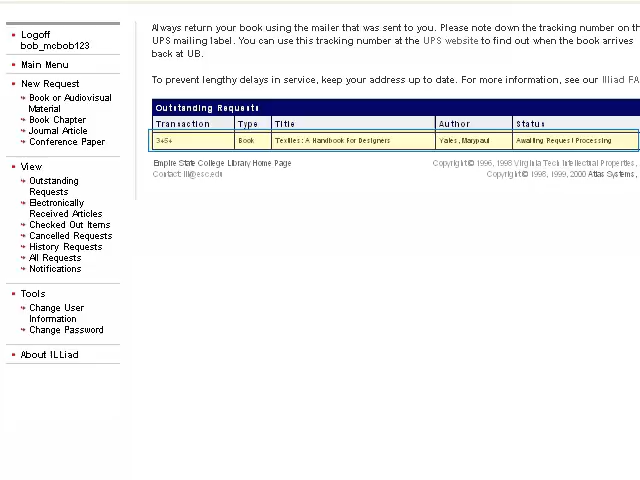 Logoff
bob_mcbob123
Main Menu
New Request
Book or Audiovisual
Material
Book Chapter
Journal Article
Conference Paper
View
Outstanding
Requests
Electronically
Received Articles
Checked Out Items
Cancelled Requests
History Requests
All Requests
Notifications
Tools
Change User
Information
Change Password
About ILLiad
Always return your book using the mailer that was sent to you. Please note down the tracking number on th
UPS mailing label. You can use this tracking number at the UPS website to find out when the book arrives
back at UB.
To prevent lengthy delays in service, keep your address up to date. For more information, see our Illiad FA
Outstanding Requests
Transaction Type Title Author Status
Book Textiles: A Handbook for Designers Yates, Marypaul Awaiting Request Processing
Empire State College Library Home Page
Contact: ill@esc.edu
Copyright © 1996, 1998 Virginia Tech Intellectual Properties,
Copyright © 1998, 1999, 2000 Atlas Systems,